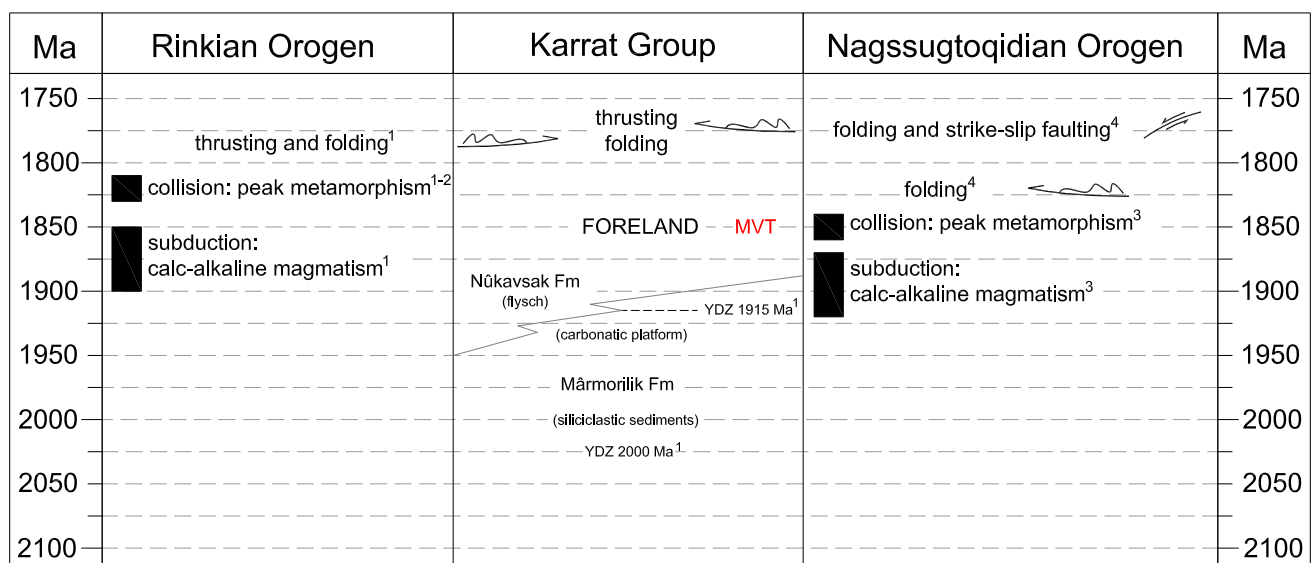 Ma Rinkian Orogen Karrat Group Nagssugtoqidian Orogen Ma
1750 1750
thrusting
folding
thrusting and folding¹
folding and strike-slip faulting⁴
1800 1800
collision: peak metamorphism¹⁻²
folding⁴
1850 1850
FORELAND MVT
collision: peak metamorphism³
subduction:
calc-alkaline magmatism¹
subduction:
calc-alkaline magmatism³
Nûkavsak Fm
(flysch)
1900 1900
YDZ 1915 Ma¹
(carbonatic platform)
1950 1950
Mârmorilik Fm
2000 2000
(siliciclastic sediments)
YDZ 2000 Ma¹
2050 2050
2100 2100